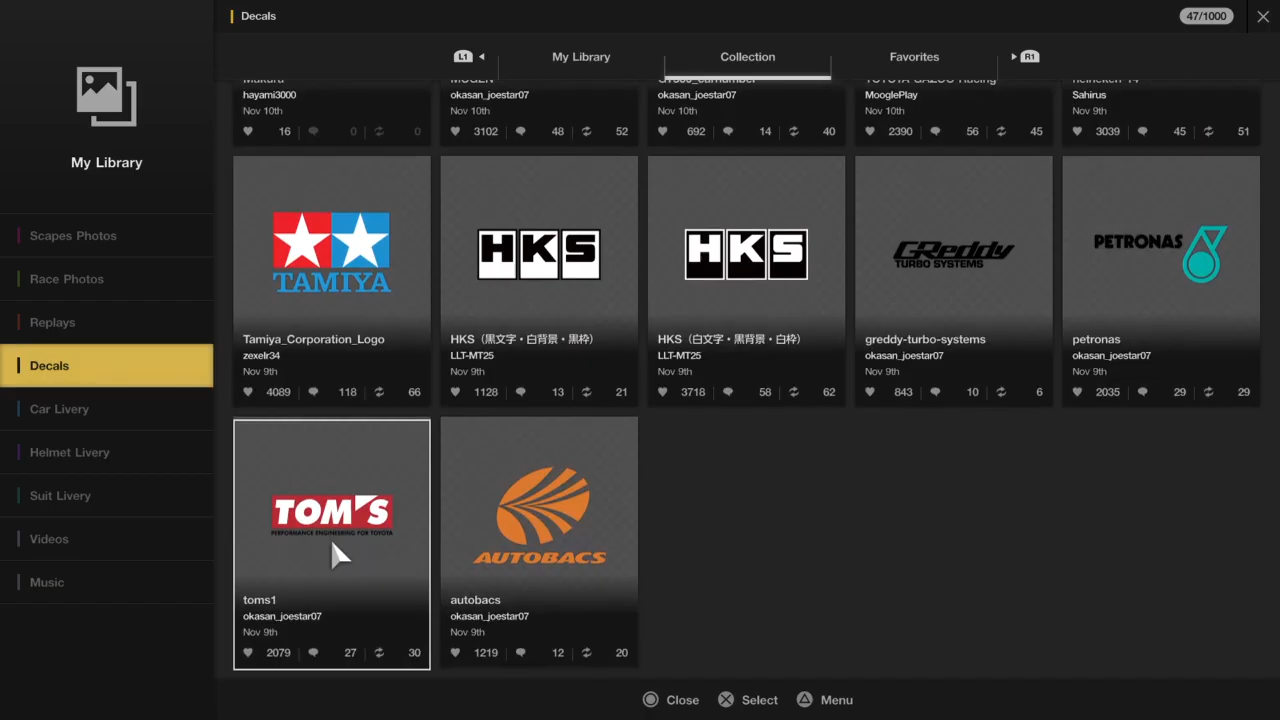 Decals
47/1000
L1
My Library
Collection
Favorites
R1
My Library
Scapes Photos
Race Photos
Replays
Decals
Car Livery
Helmet Livery
Suit Livery
Videos
Music
hayami3000
Nov 10th
16 0 0
okasan_joestar07
Nov 10th
3102 48 52
okasan_joestar07
Nov 10th
692 14 40
MooglePlay
Nov 10th
2390 56 45
Sahirus
Nov 9th
3039 45 51
TAMIYA
Tamiya_Corporation_Logo
zexelr34
Nov 9th
4089 118 66
HKS
HKS（黒文字・白背景・黒枠）
LLT-MT25
Nov 9th
1128 13 21
HKS
HKS（白文字・黒背景・白枠）
LLT-MT25
Nov 9th
3718 58 62
GReddy
TURBO SYSTEMS
greddy-turbo-systems
okasan_joestar07
Nov 9th
843 10 6
PETRONAS
petronas
okasan_joestar07
Nov 9th
2035 29 29
TOM'S
PERFORMANCE ENGINEERING FOR TOYOTA
toms1
okasan_joestar07
Nov 9th
2079 27 30
AUTOBACS
autobacs
okasan_joestar07
Nov 9th
1219 12 20
Close
Select
Menu